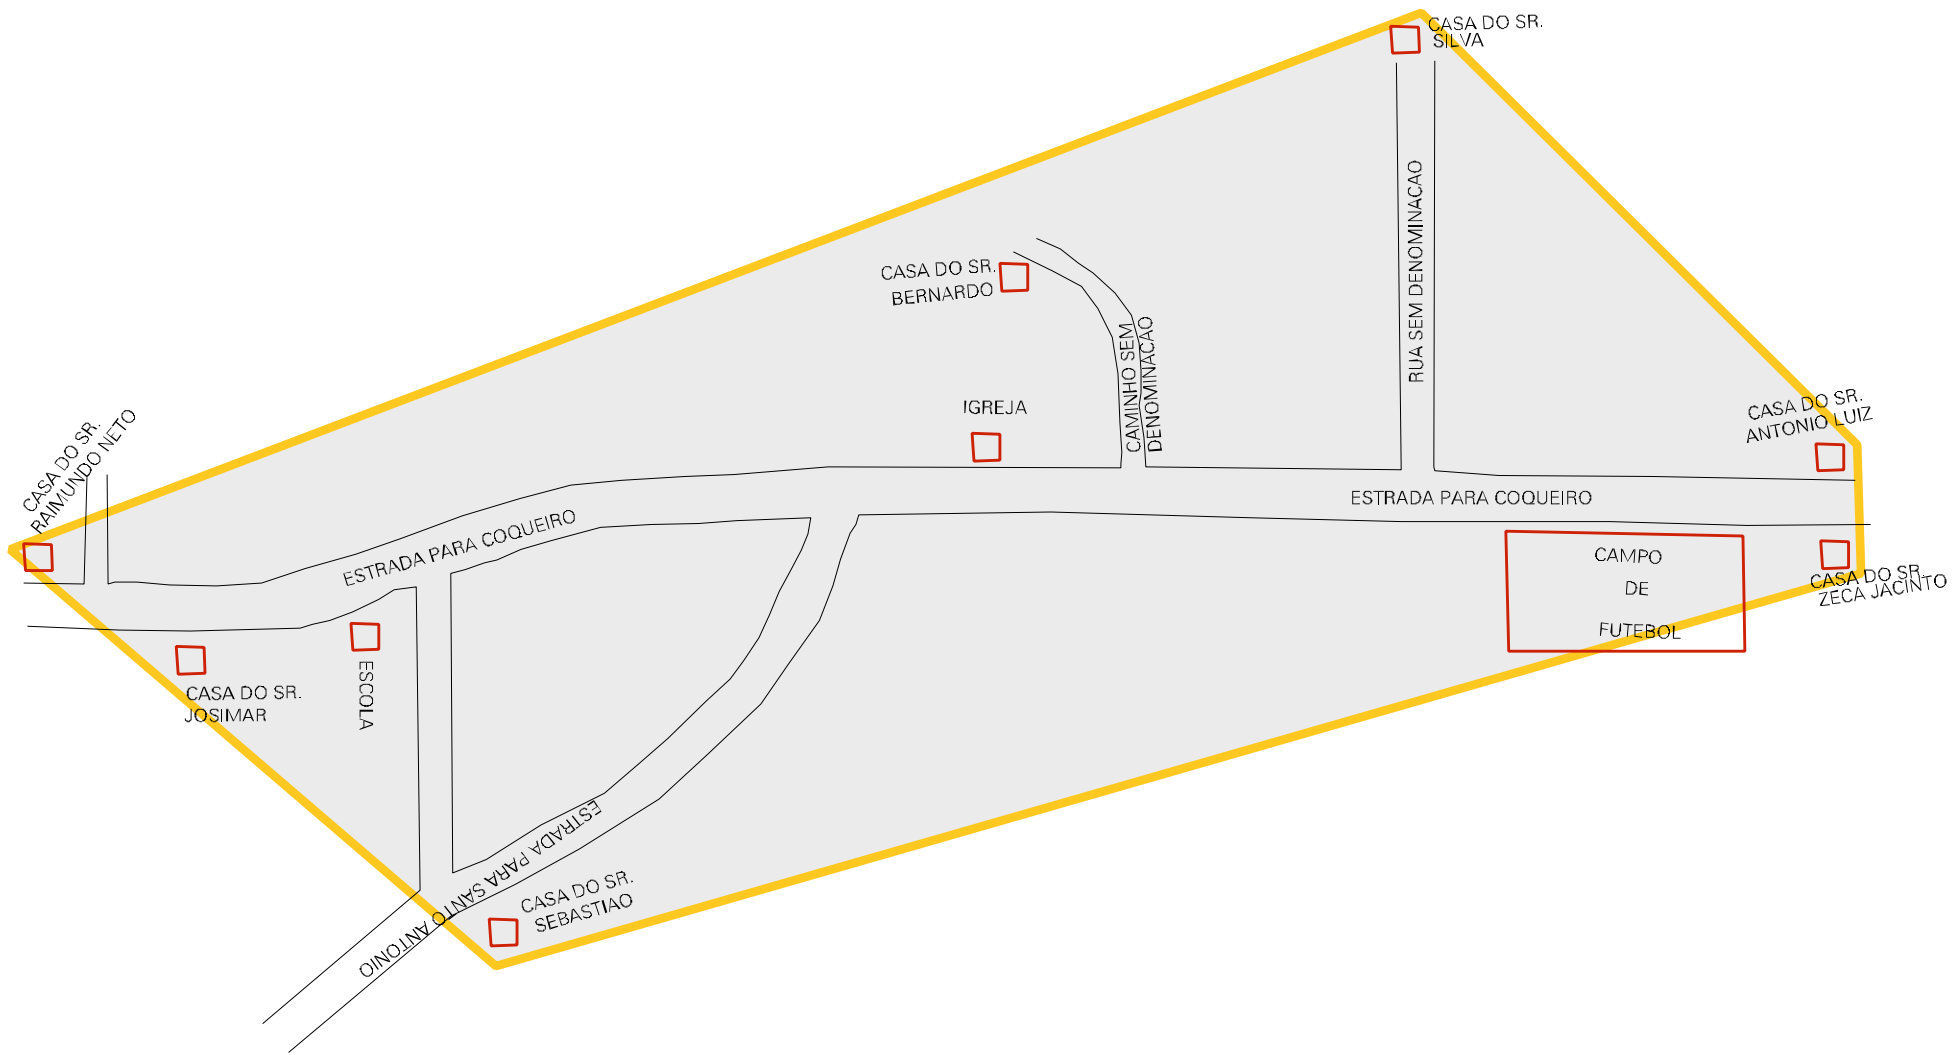 CASA DO SR.
SILVA
RUA SEM DENOMINACAO
CASA DO SR.
BERNARDO
CAMINHO SEM
DENOMINACAO
IGREJA
CASA DO SR.
ANTONIO LUIZ
CASA DO SR.
RAIMUNDO NETO
ESTRADA PARA COQUEIRO
ESTRADA PARA COQUEIRO
CAMPO
DE
FUTEBOL
CASA DO SR.
ZECA JACINTO
CASA DO SR.
JOSIMAR
ESCOLA
ESTRADA PARA SANTO ANTONIO
CASA DO SR.
SEBASTIAO